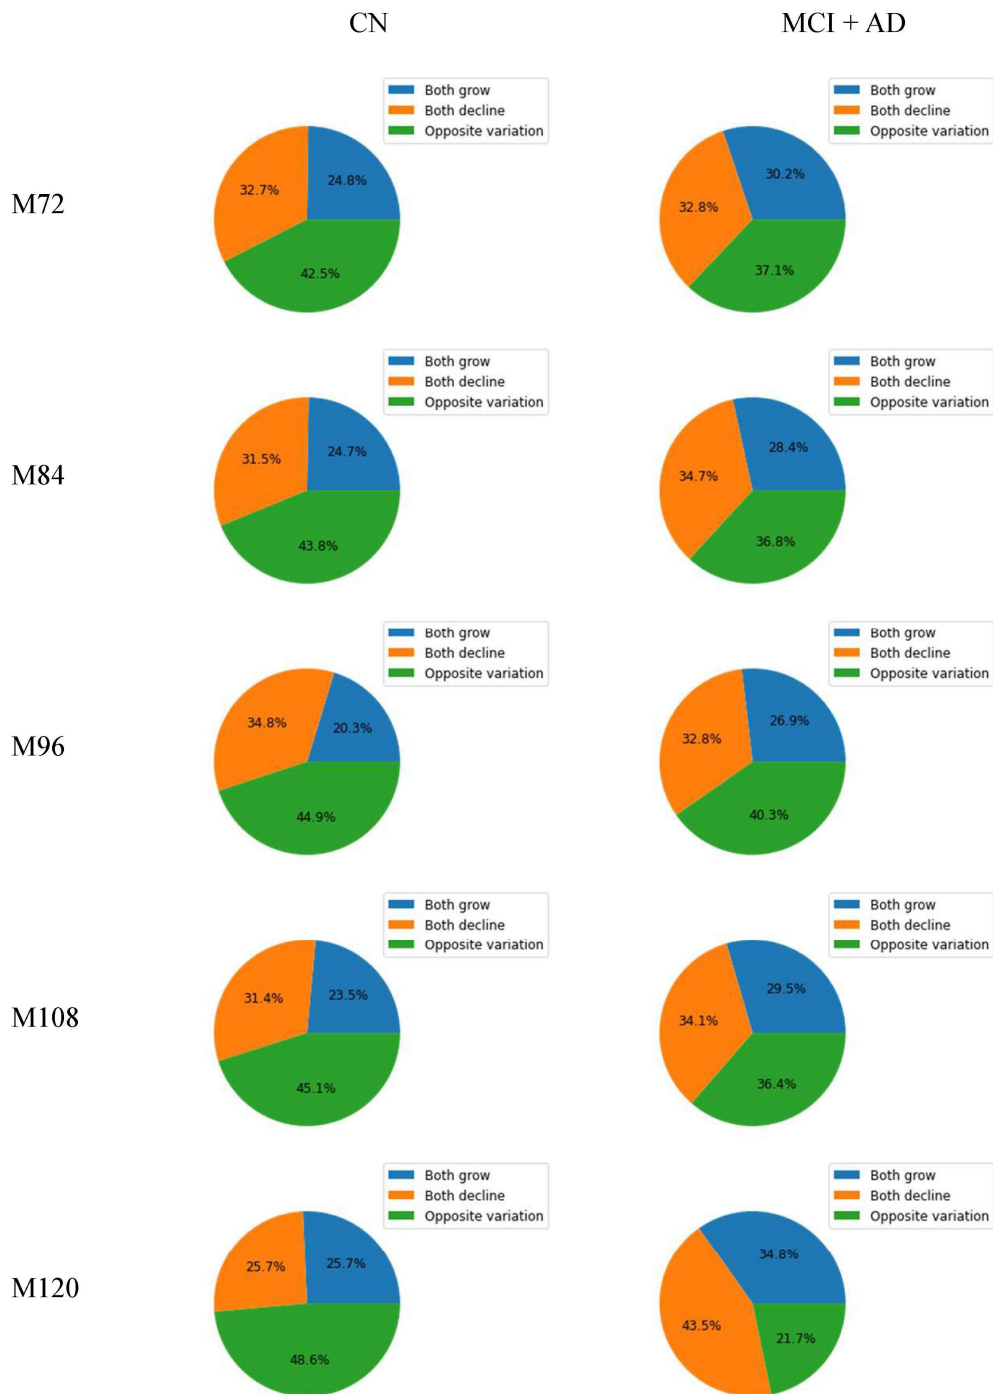 CN
MCI + AD
M72
Both grow
Both decline
Opposite variation
24.8%
32.7%
42.5%
Both grow
Both decline
Opposite variation
30.2%
32.8%
37.1%
M84
Both grow
Both decline
Opposite variation
24.7%
31.5%
43.8%
Both grow
Both decline
Opposite variation
28.4%
34.7%
36.8%
M96
Both grow
Both decline
Opposite variation
20.3%
34.8%
44.9%
Both grow
Both decline
Opposite variation
26.9%
32.8%
40.3%
M108
Both grow
Both decline
Opposite variation
23.5%
31.4%
45.1%
Both grow
Both decline
Opposite variation
29.5%
34.1%
36.4%
M120
Both grow
Both decline
Opposite variation
25.7%
25.7%
48.6%
Both grow
Both decline
Opposite variation
34.8%
43.5%
21.7%